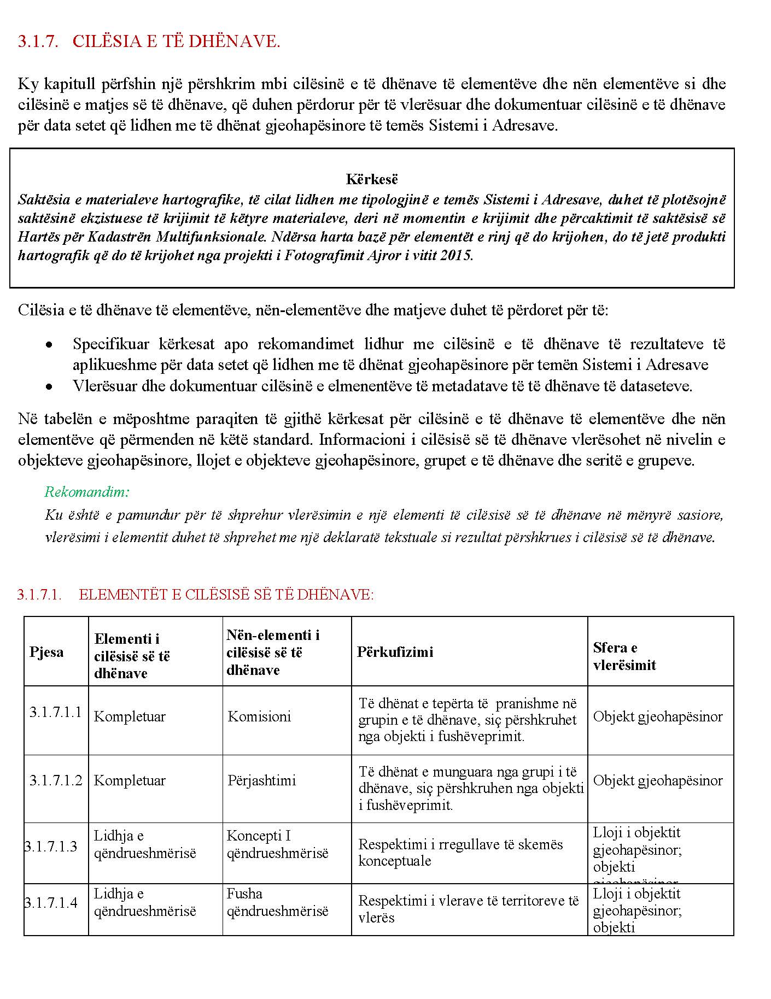 3.1.7. CILËSIA E TË DHËNAVE.
Ky kapitull përfshin një përshkrim mbi cilësinë e të dhënave të elementëve dhe nën elementëve si dhe
cilësinë e matjes së të dhënave, që duhen përdorur për të vlerësuar dhe dokumentuar cilësinë e të dhënave
për data setet që lidhen me të dhënat gjeohapësinore të temës Sistemi i Adresave.
Kërkesë
Saktësia e materialeve hartografike, të cilat lidhen me tipologjinë e temës Sistemi i Adresave, duhet të plotësojnë
saktësinë ekzistuese të krijimit të këtyre materialeve, deri në momentin e krijimit dhe përcaktimit të saktësisë së
Hartës për Kadastrën Multifunksionale. Ndërsa harta bazë për elementët e rinj që do krijohen, do të jetë produkti
hartografik që do të krijohet nga projekti i Fotografimit Ajror i vitit 2015.
Cilësia e të dhënave të elementëve, nën-elementëve dhe matjeve duhet të përdoret për të:
• Specifikuar kërkesat apo rekomandimet lidhur me cilësinë e të dhënave të rezultateve të
aplikueshme për data setet që lidhen me të dhënat gjeohapësinore për temën Sistemi i Adresave
• Vlerësuar dhe dokumentuar cilësinë e elmenentëve të metadatave të të dhënave të dataseteve.
Në tabelën e mëposhtme paraqiten të gjithë kërkesat për cilësinë e të dhënave të elementëve dhe nën
elementëve që përmenden në këtë standard. Informacioni i cilësisë së të dhënave vlerësohet në nivelin e
objekteve gjeohapësinore, llojet e objekteve gjeohapësinore, grupet e të dhënave dhe seritë e grupeve.
Rekomandim:
Ku është e pamundur për të shprehur vlerësimin e një elementi të cilësisë së të dhënave në mënyrë sasiore,
vlerësimi i elementit duhet të shprehet me një deklaratë tekstuale si rezultat përshkrues i cilësisë së të dhënave.
3.1.7.1. ELEMENTËT E CILËSISË SË TË DHËNAVE:
Pjesa
Elementi i
cilësisë së të
dhënave
Nën-elementi i
cilësisë së të
dhënave
Përkufizimi
Sfera e
vlerësimit
3.1.7.1.1
Kompletuar
Komisioni
Të dhënat e tepërta të pranishme në
grupin e të dhënave, siç përshkruhet
nga objekti i fushëveprimit.
Objekt gjeohapësinor
3.1.7.1.2
Kompletuar
Përjashtimi
Të dhënat e munguara nga grupi i të
dhënave, siç përshkruhen nga objekti
i fushëveprimit.
Objekt gjeohapësinor
3.1.7.1.3
Lidhja e
qëndrueshmërisë
Koncepti I
qëndrueshmërisë
Respektimi i rregullave të skemës
konceptuale
Lloji i objektit
gjeohapësinor;
objekti
gjeohapësinor
3.1.7.1.4
Lidhja e
qëndrueshmërisë
Fusha
qëndrueshmërisë
Respektimi i vlerave të territoreve të
vlerës
Lloji i objektit
gjeohapësinor;
objekti